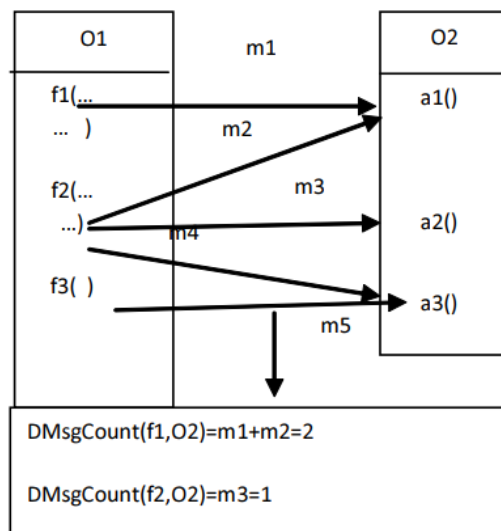 O1
m1
O2
f1(...
... )
a1()
m2
f2(...
...)
m3
a2()
m4
f3( )
a3()
m5
DMsgCount(f1,O2)=m1+m2=2
DMsgCount(f2,O2)=m3=1